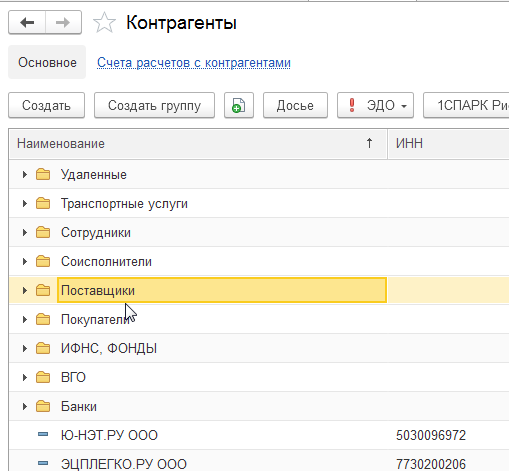 Контрагенты
Основное Счета расчетов с контрагентами
Создать Создать группу Досье ЭДО 1СПАРК Ри
Наименование ↑ ИНН
Удаленные
Транспортные услуги
Сотрудники
Соисполнители
Поставщики
Покупатели
ИФНС, ФОНДЫ
ВГО
Банки
Ю-НЭТ.РУ ООО 5030096972
ЭЦПЛЕГКО.РУ ООО 7730200206